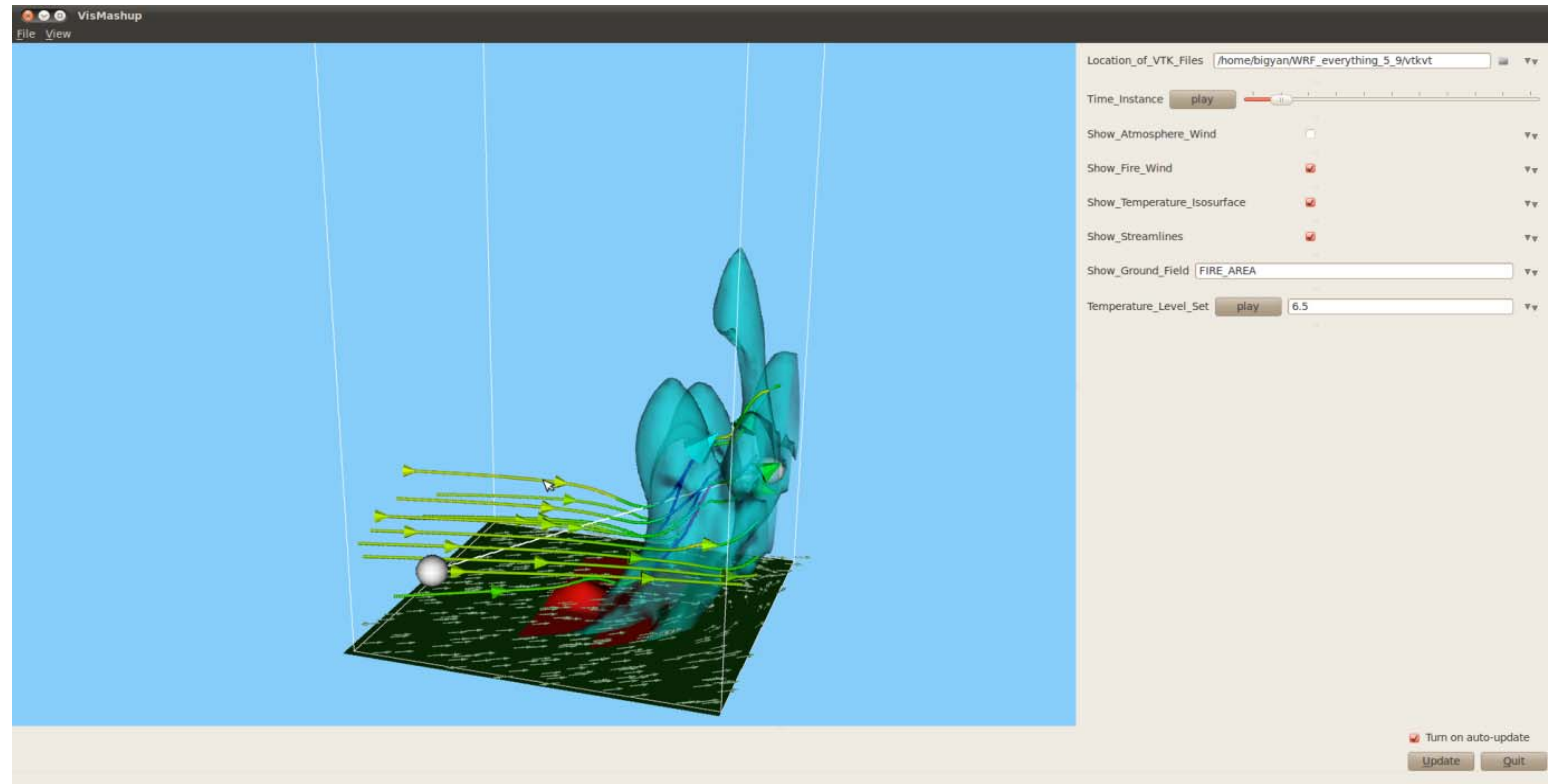 VisMashup
File View
Location_of_VTK_Files /home/bigyan/WRF_everything_5_9/vtkvt
Time_Instance play
Show_Atmosphere_Wind
Show_Fire_Wind
Show_Temperature_Isosurface
Show_Streamlines
Show_Ground_Field FIRE_AREA
Temperature_Level_Set play 6.5
Turn on auto-update
Update Quit